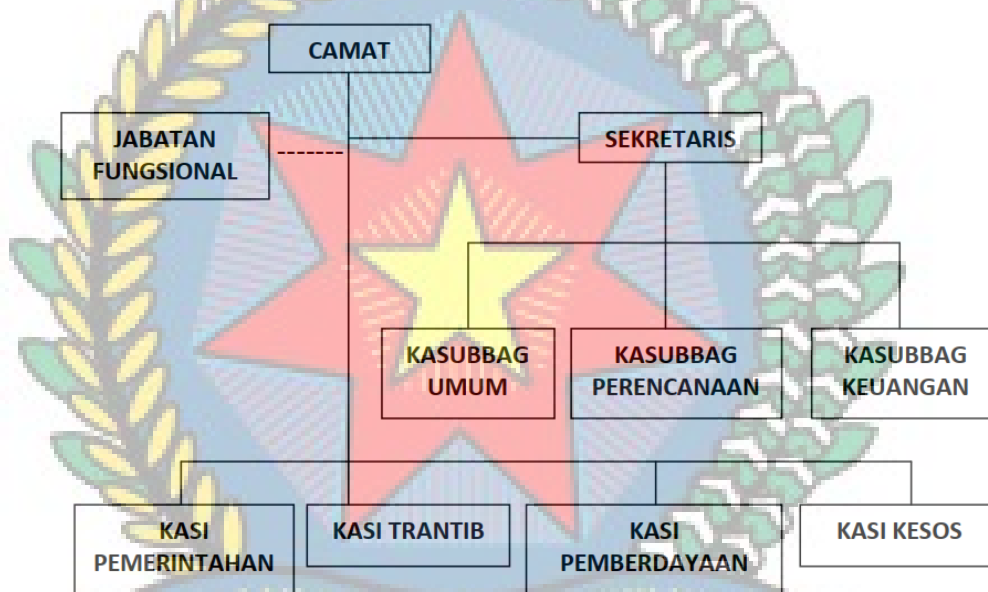 CAMAT
JABATAN
FUNGSIONAL
SEKRETARIS
KASUBBAG
UMUM
KASUBBAG
PERENCANAAN
KASUBBAG
KEUANGAN
KASI
PEMERINTAHAN
KASI TRANTIB
KASI
PEMBERDAYAAN
KASI KESOS